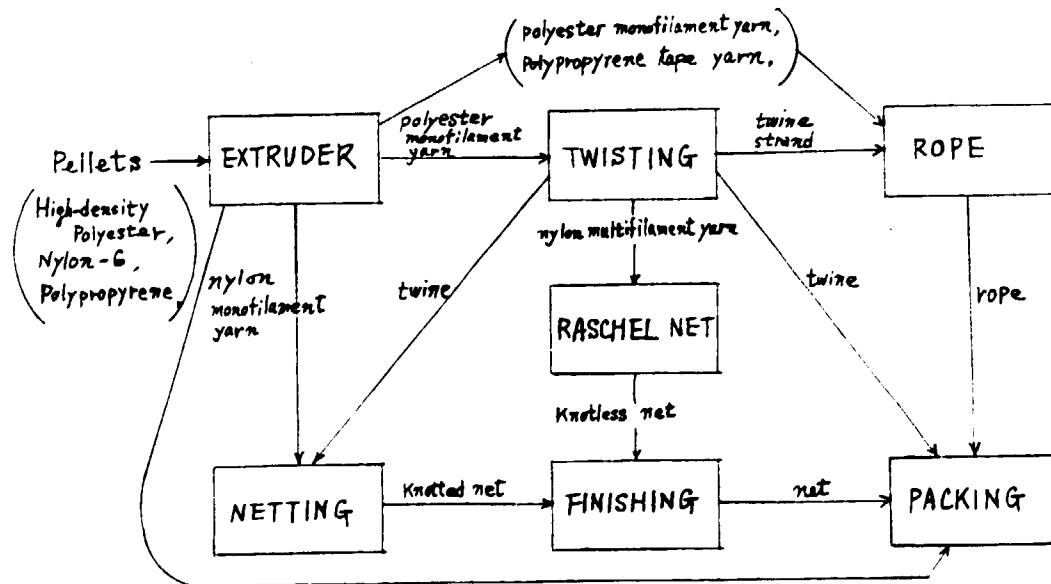 (polyester monofilament yarn,
polypropyrene tape yarn.)
Pellets
EXTRUDER
polyester
monofilament
yarn
TWISTING
twine
strand
ROPE
(High-density
Polyester,
Nylon-6,
Polypropyrene,)
nylon
monofilament
yarn
twine
nylon multifilament yarn
twine
rope
RASCHEL NET
Knotless net
NETTING
Knotted net
FINISHING
net
PACKING